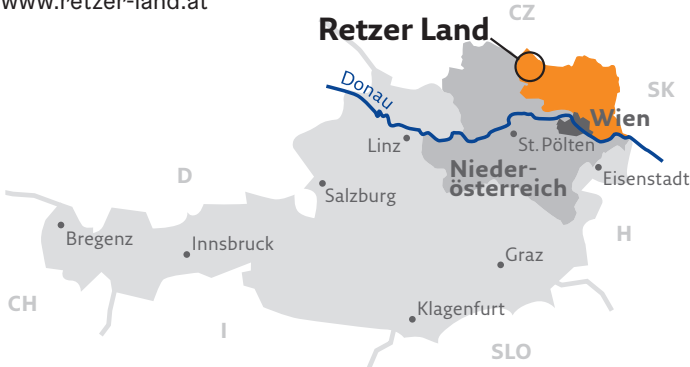 www.retzer-land.at
CZ
Retzer Land
SK
Donau
Wien
Linz
St. Pölten
Nieder-
österreich
Eisenstadt
D
Salzburg
H
Bregenz
Innsbruck
Graz
CH
Klagenfurt
I
SLO